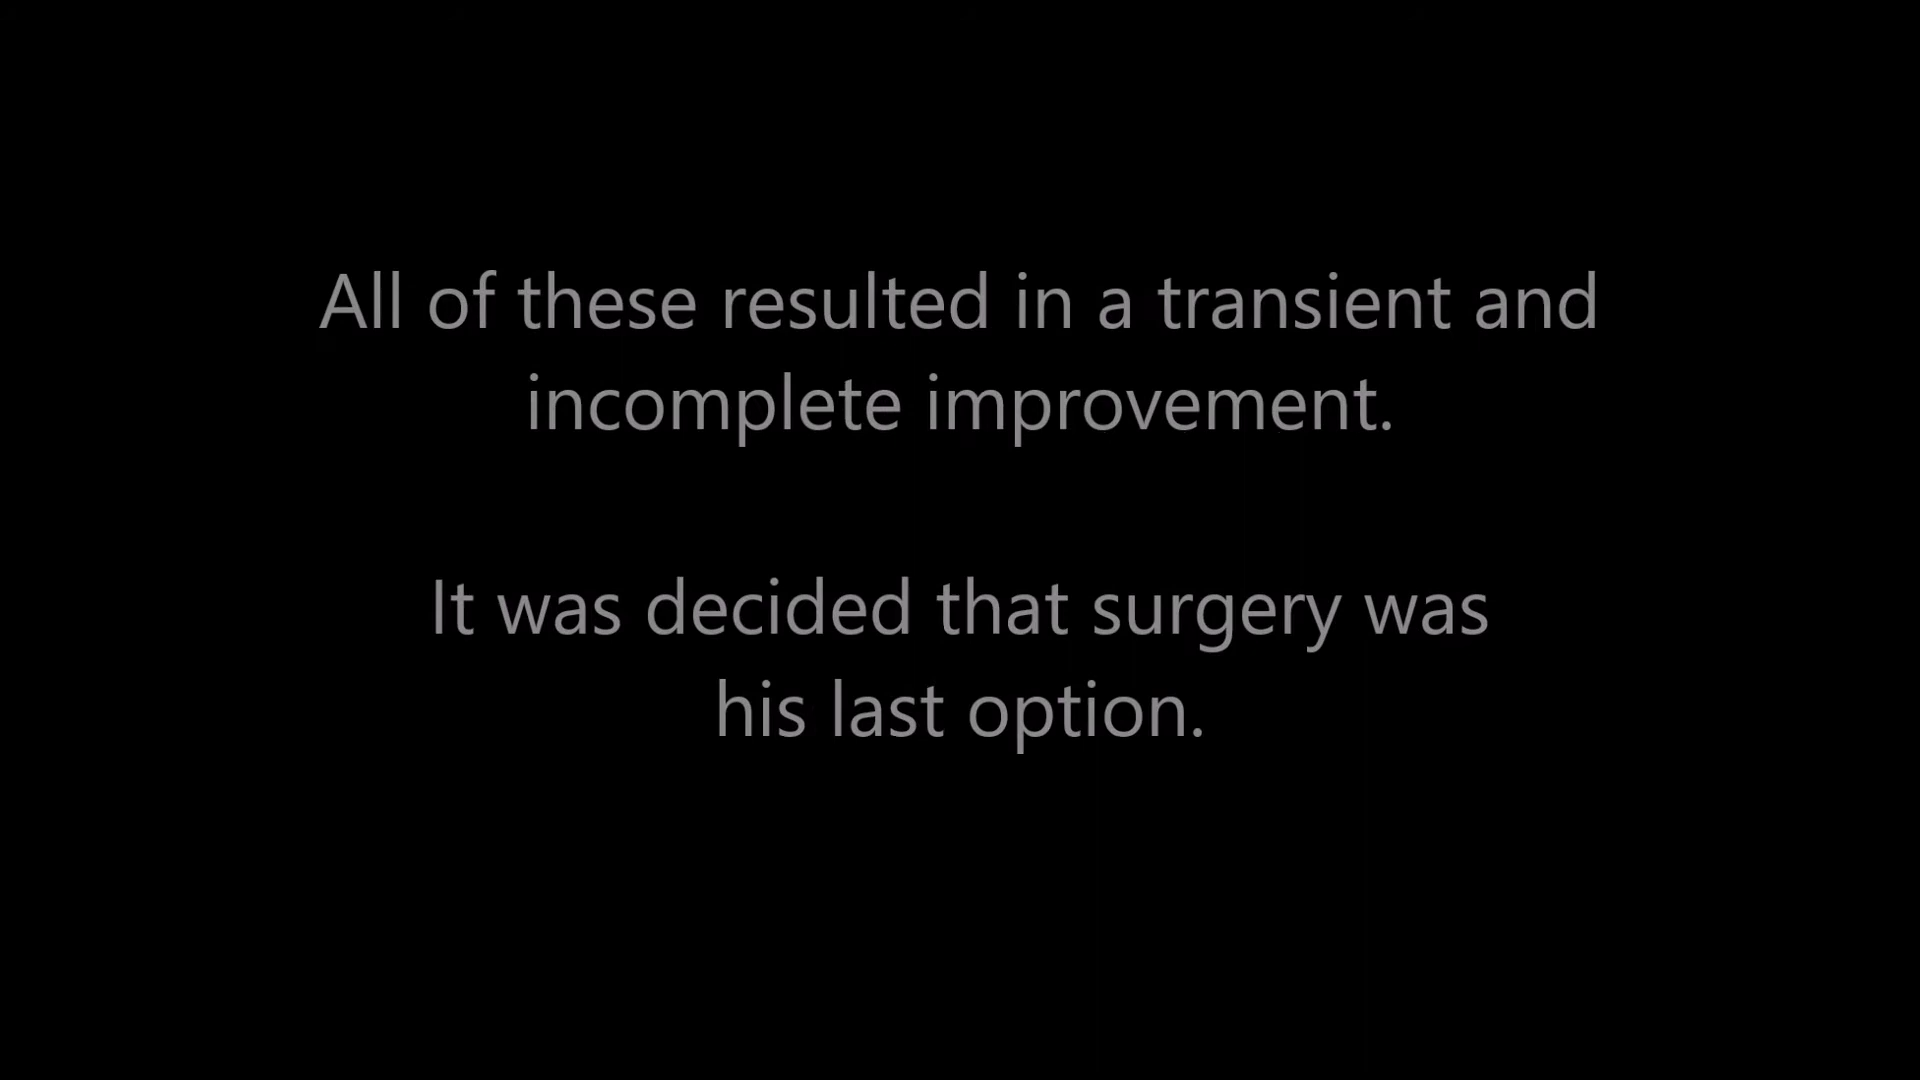 All of these resulted in a transient and
incomplete improvement.
It was decided that surgery was
his last option.